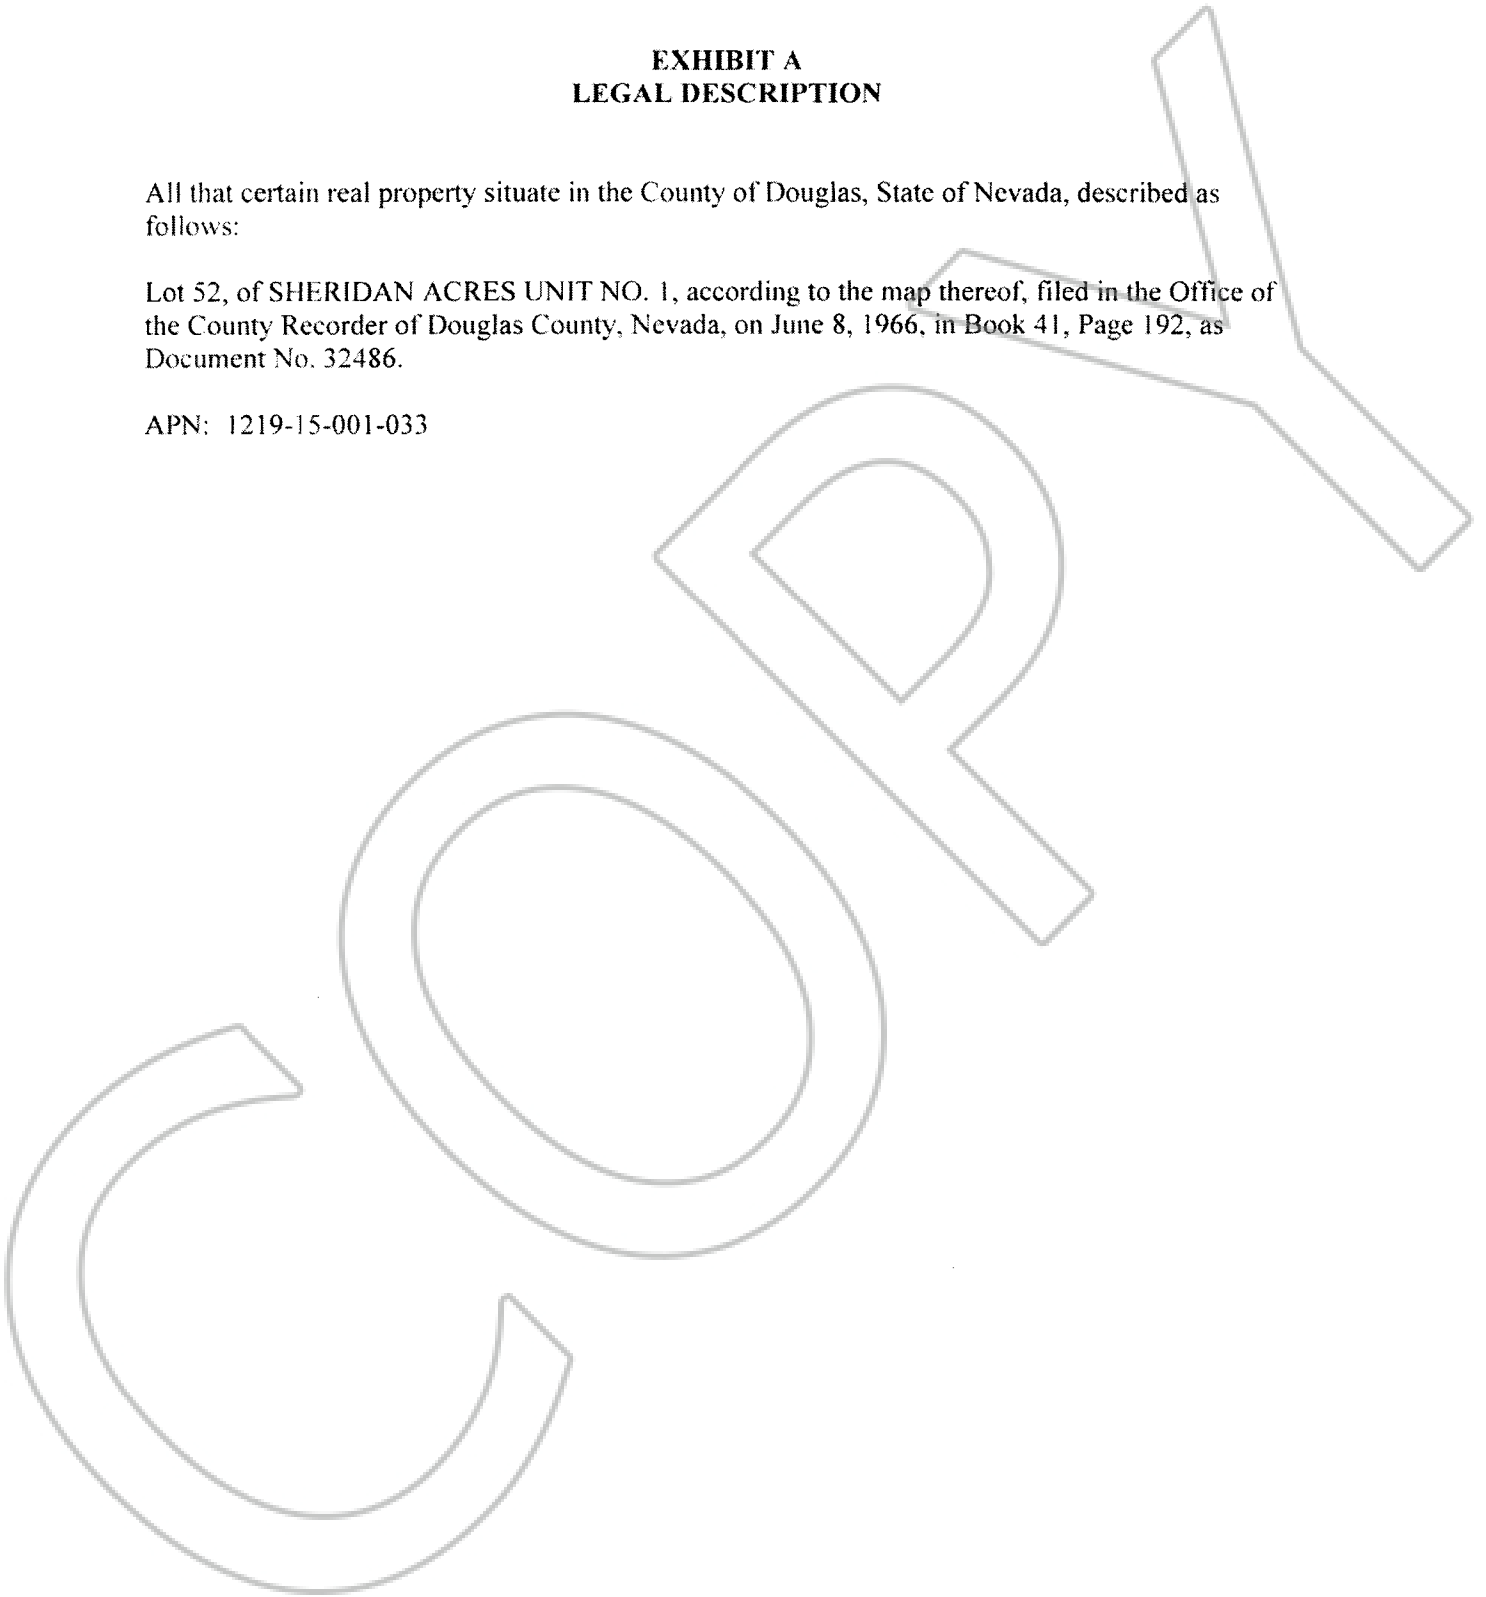 EXHIBIT A
LEGAL DESCRIPTION
All that certain real property situate in the County of Douglas, State of Nevada, described as
follows:
Lot 52, of SHERIDAN ACRES UNIT NO. 1, according to the map thereof, filed in the Office of
the County Recorder of Douglas County, Nevada, on June 8, 1966, in Book 41, Page 192, as
Document No. 32486.
APN: 1219-15-001-033
COPY